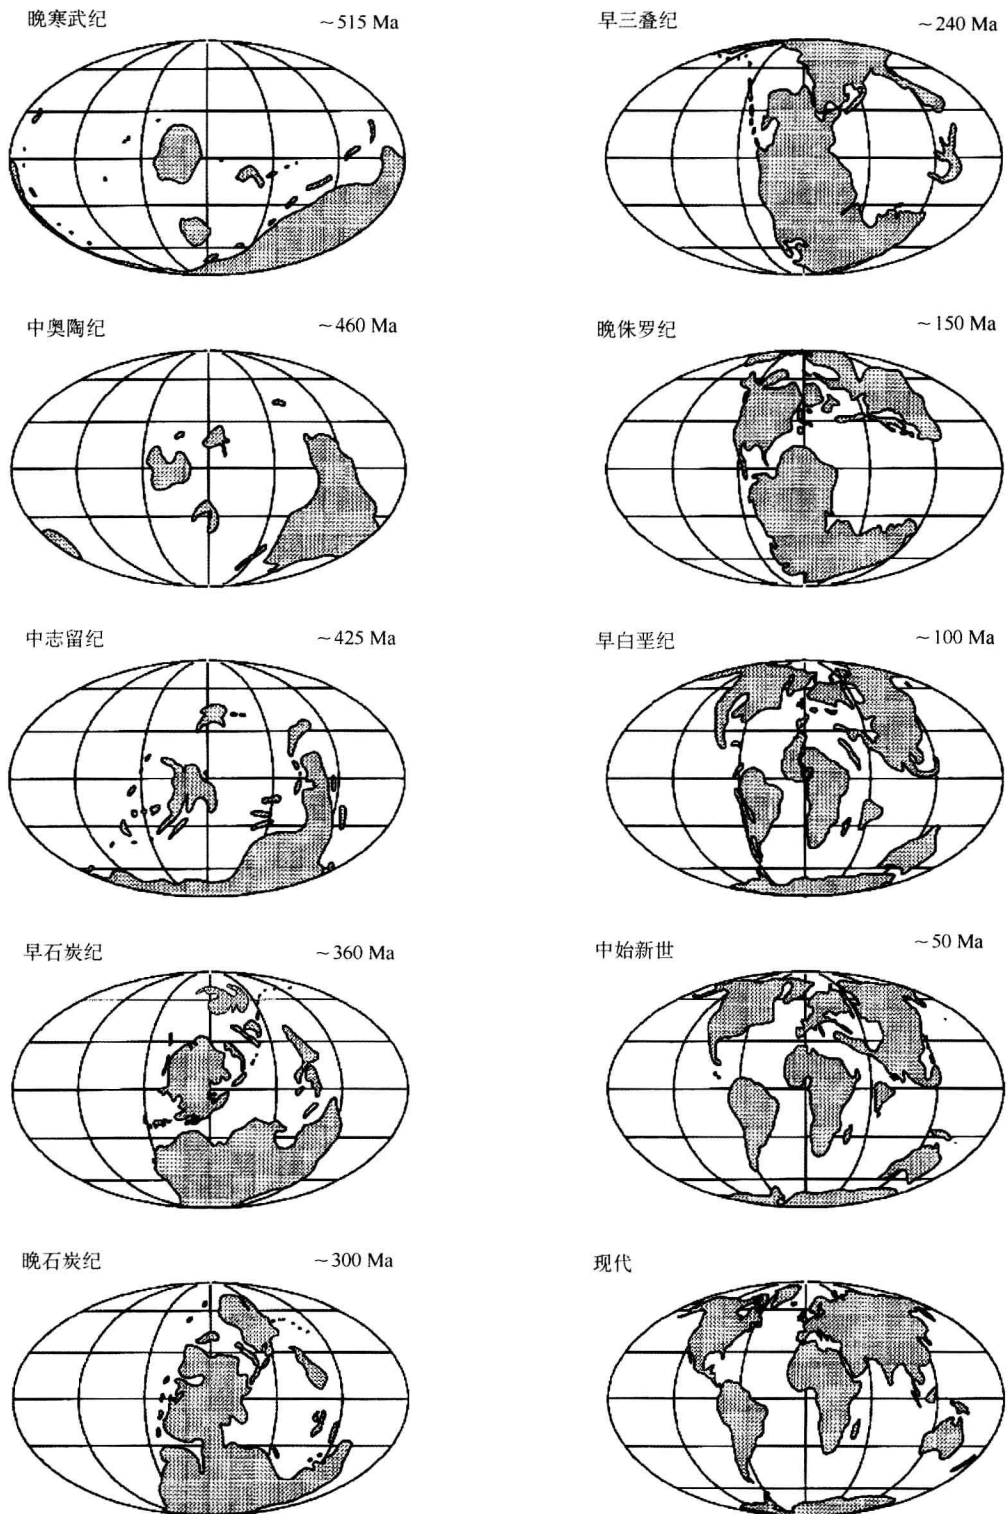 晚寒武纪 ~515 Ma
中奥陶纪 ~460 Ma
中志留纪 ~425 Ma
早石炭纪 ~360 Ma
晚石炭纪 ~300 Ma
早三叠纪 ~240 Ma
晚侏罗纪 ~150 Ma
早白垩纪 ~100 Ma
中始新世 ~50 Ma
现代